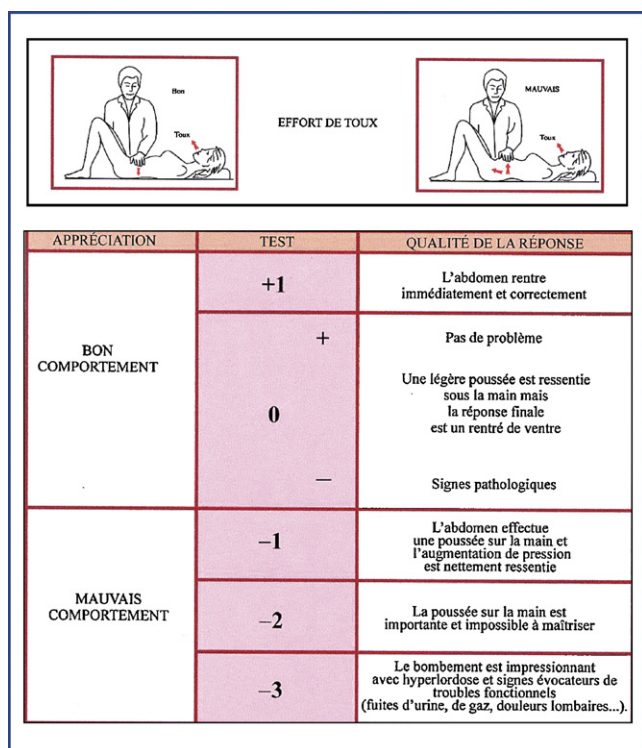 Bon
Toux
EFFORT DE TOUX
MAUVAIS
Toux
APPRÉCIATION
TEST
QUALITÉ DE LA RÉPONSE
BON
COMPORTEMENT
+1
L'abdomen rentre
immédiatement et correctement
+
Pas de problème
0
Une légère poussée est ressentie
sous la main mais
la réponse finale
est un rentré de ventre
–
Signes pathologiques
MAUVAIS
COMPORTEMENT
–1
L'abdomen effectue
une poussée sur la main et
l'augmentation de pression
est nettement ressentie
–2
La poussée sur la main est
importante et impossible à maîtriser
–3
Le bombement est impressionnant
avec hyperlordose et signes évocateurs de
troubles fonctionnels
(fuites d'urine, de gaz, douleurs lombaires...).